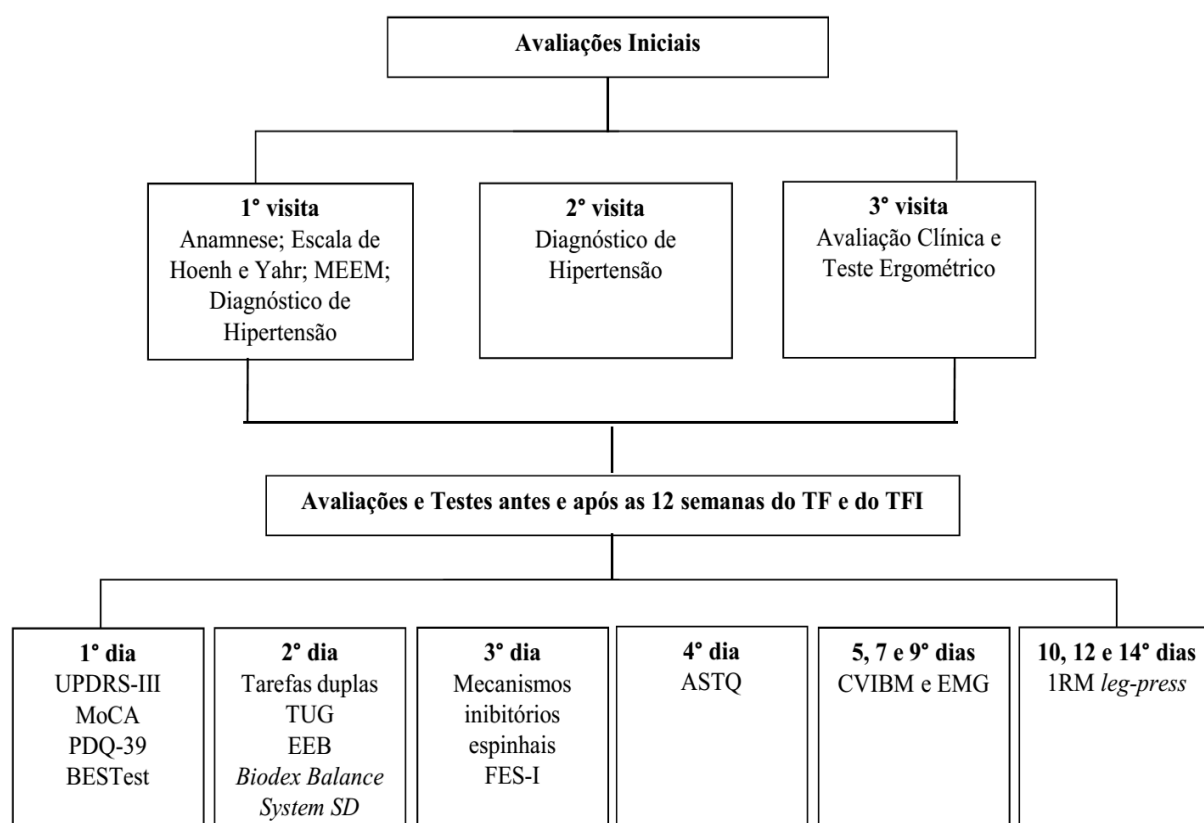 Avaliações Iniciais
1° visita
Anamnese; Escala de
Hoenh e Yahr; MEEM;
Diagnóstico de
Hipertensão
2° visita
Diagnóstico de
Hipertensão
3° visita
Avaliação Clínica e
Teste Ergométrico
Avaliações e Testes antes e após as 12 semanas do TF e do TFI
1° dia
UPDRS-III
MoCA
PDQ-39
BESTest
2° dia
Tarefas duplas
TUG
EEB
Biodex Balance
System SD
3° dia
Mecanismos
inibitórios
espinhais
FES-I
4° dia
ASTQ
5, 7 e 9° dias
CVIBM e EMG
10, 12 e 14° dias
1RM leg-press